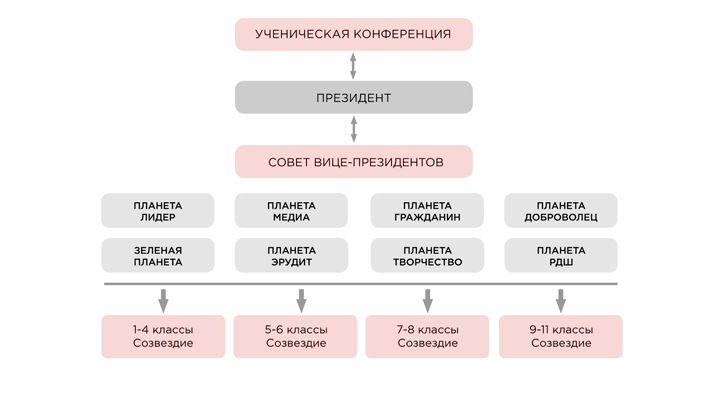 УЧЕНИЧЕСКАЯ КОНФЕРЕНЦИЯ
ПРЕЗИДЕНТ
СОВЕТ ВИЦЕ-ПРЕЗИДЕНТОВ
ПЛАНЕТА
ЛИДЕР
ПЛАНЕТА
МЕДИА
ПЛАНЕТА
ГРАЖДАНИН
ПЛАНЕТА
ДОБРОВОЛЕЦ
ЗЕЛЕНАЯ
ПЛАНЕТА
ПЛАНЕТА
ЭРУДИТ
ПЛАНЕТА
ТВОРЧЕСТВО
ПЛАНЕТА
РДШ
1-4 классы
Созвездие
5-6 классы
Созвездие
7-8 классы
Созвездие
9-11 классы
Созвездие